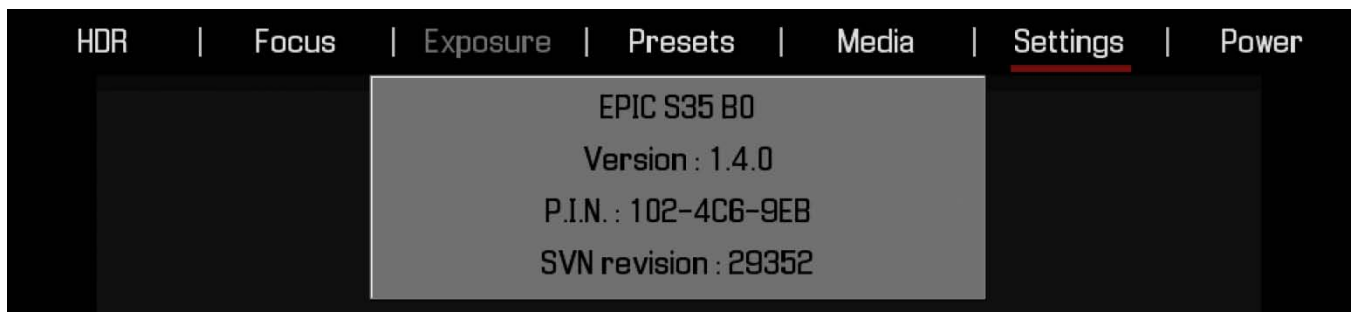 HDR | Focus | Exposure | Presets | Media | Settings | Power
EPIC S35 B0
Version : 1.4.0
P.I.N. : 102-4C6-9EB
SVN revision : 29352